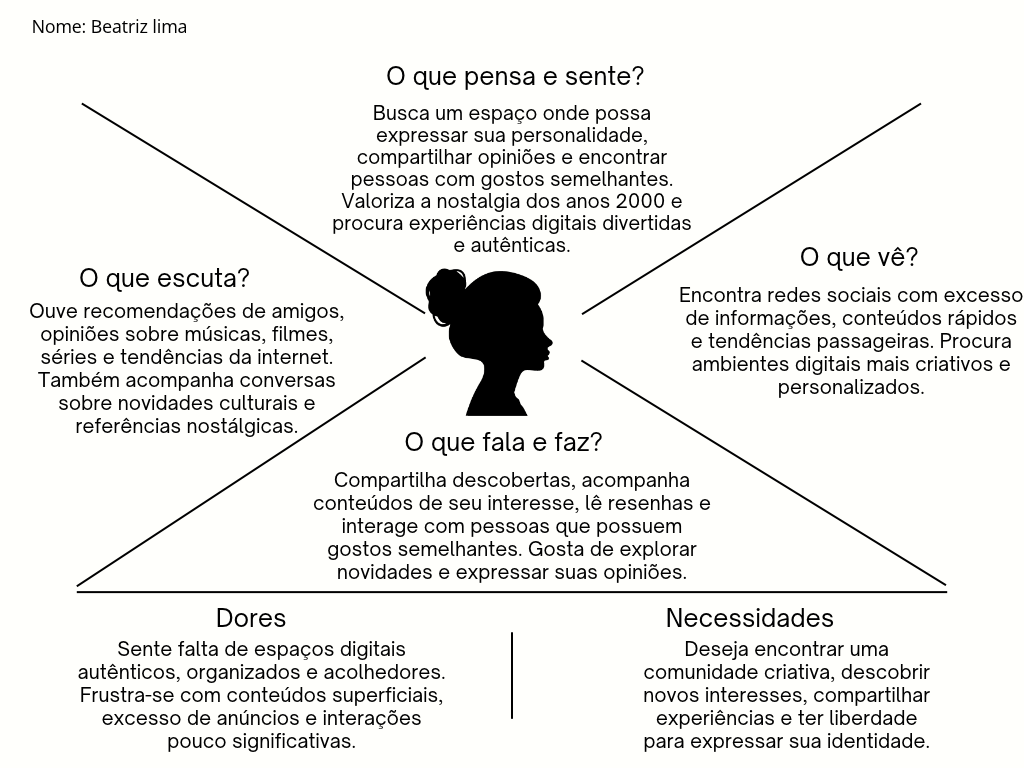 Nome: Beatriz lima
O que pensa e sente?
Busca um espaço onde possa
expressar sua personalidade,
compartilhar opiniões e encontrar
pessoas com gostos semelhantes.
Valoriza a nostalgia dos anos 2000 e
procura experiências digitais divertidas
e autênticas.
O que escuta?
Ouve recomendações de amigos,
opiniões sobre músicas, filmes,
séries e tendências da internet.
Também acompanha conversas
sobre novidades culturais e
referências nostálgicas.
O que vê?
Encontra redes sociais com excesso
de informações, conteúdos rápidos
e tendências passageiras. Procura
ambientes digitais mais criativos e
personalizados.
O que fala e faz?
Compartilha descobertas, acompanha
conteúdos de seu interesse, lê resenhas e
interage com pessoas que possuem
gostos semelhantes. Gosta de explorar
novidades e expressar suas opiniões.
Dores
Sente falta de espaços digitais
autênticos, organizados e acolhedores.
Frustra-se com conteúdos superficiais,
excesso de anúncios e interações
pouco significativas.
Necessidades
Deseja encontrar uma
comunidade criativa, descobrir
novos interesses, compartilhar
experiências e ter liberdade
para expressar sua identidade.